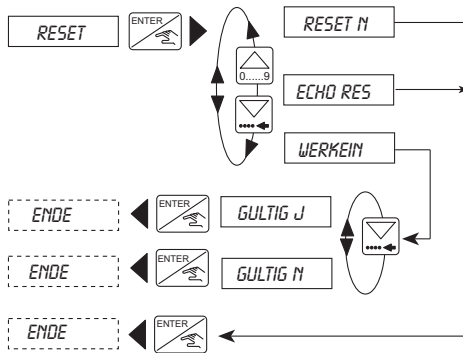 RESET
ENTER
RESET N
0......9
ECHO RES
WERKEIN
ENDE
ENTER
GULTIG J
ENDE
ENTER
GULTIG N
ENDE
ENTER